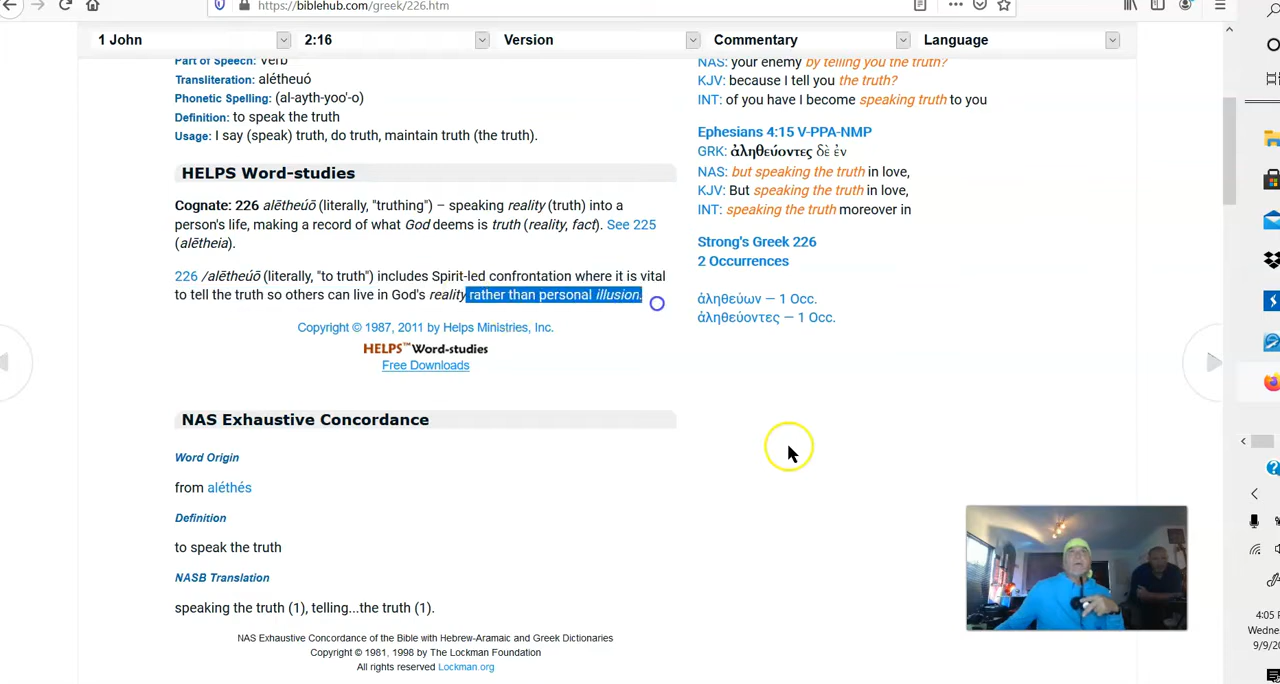 https://biblehub.com/greek/226.htm
1 John
2:16
Version
Commentary
Language
Part of Speech: Verb
Transliteration: alétheuó
Phonetic Spelling: (al-ayth-yoo'-o)
Definition: to speak the truth
Usage: I say (speak) truth, do truth, maintain truth (the truth).
HELPS Word-studies
Cognate: 226 alētheúō (literally, "truthing") – speaking reality (truth) into a
person's life, making a record of what God deems is truth (reality, fact). See 225
(alētheia).
226 /alētheúō (literally, "to truth") includes Spirit-led confrontation where it is vital
to tell the truth so others can live in God's reality rather than personal illusion.
Copyright © 1987, 2011 by Helps Ministries, Inc.
HELPS™Word-studies
Free Downloads
NAS Exhaustive Concordance
Word Origin
from aléthés
Definition
to speak the truth
NASB Translation
speaking the truth (1), telling...the truth (1).
NAS Exhaustive Concordance of the Bible with Hebrew-Aramaic and Greek Dictionaries
Copyright © 1981, 1998 by The Lockman Foundation
All rights reserved Lockman.org
NAS: your enemy by telling you the truth?
KJV: because I tell you the truth?
INT: of you have I become speaking truth to you
Ephesians 4:15 V-PPA-NMP
GRK: ἀληθεύοντες δὲ ἐν
NAS: but speaking the truth in love,
KJV: But speaking the truth in love,
INT: speaking the truth moreover in
Strong's Greek 226
2 Occurrences
ἀληθεύων — 1 Occ.
ἀληθεύοντες — 1 Occ.
4:05 P
Wedne
9/9/20